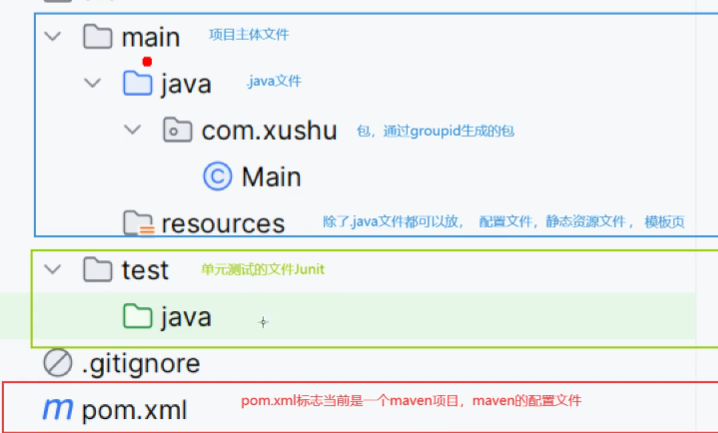 main 项目主体文件
java .java文件
com.xushu 包，通过groupid生成的包
C Main
resources 除了.java文件都可以放， 配置文件，静态资源文件， 模板页
test 单元测试的文件Junit
java
.gitignore
m pom.xml pom.xml标志当前是一个maven项目，maven的配置文件